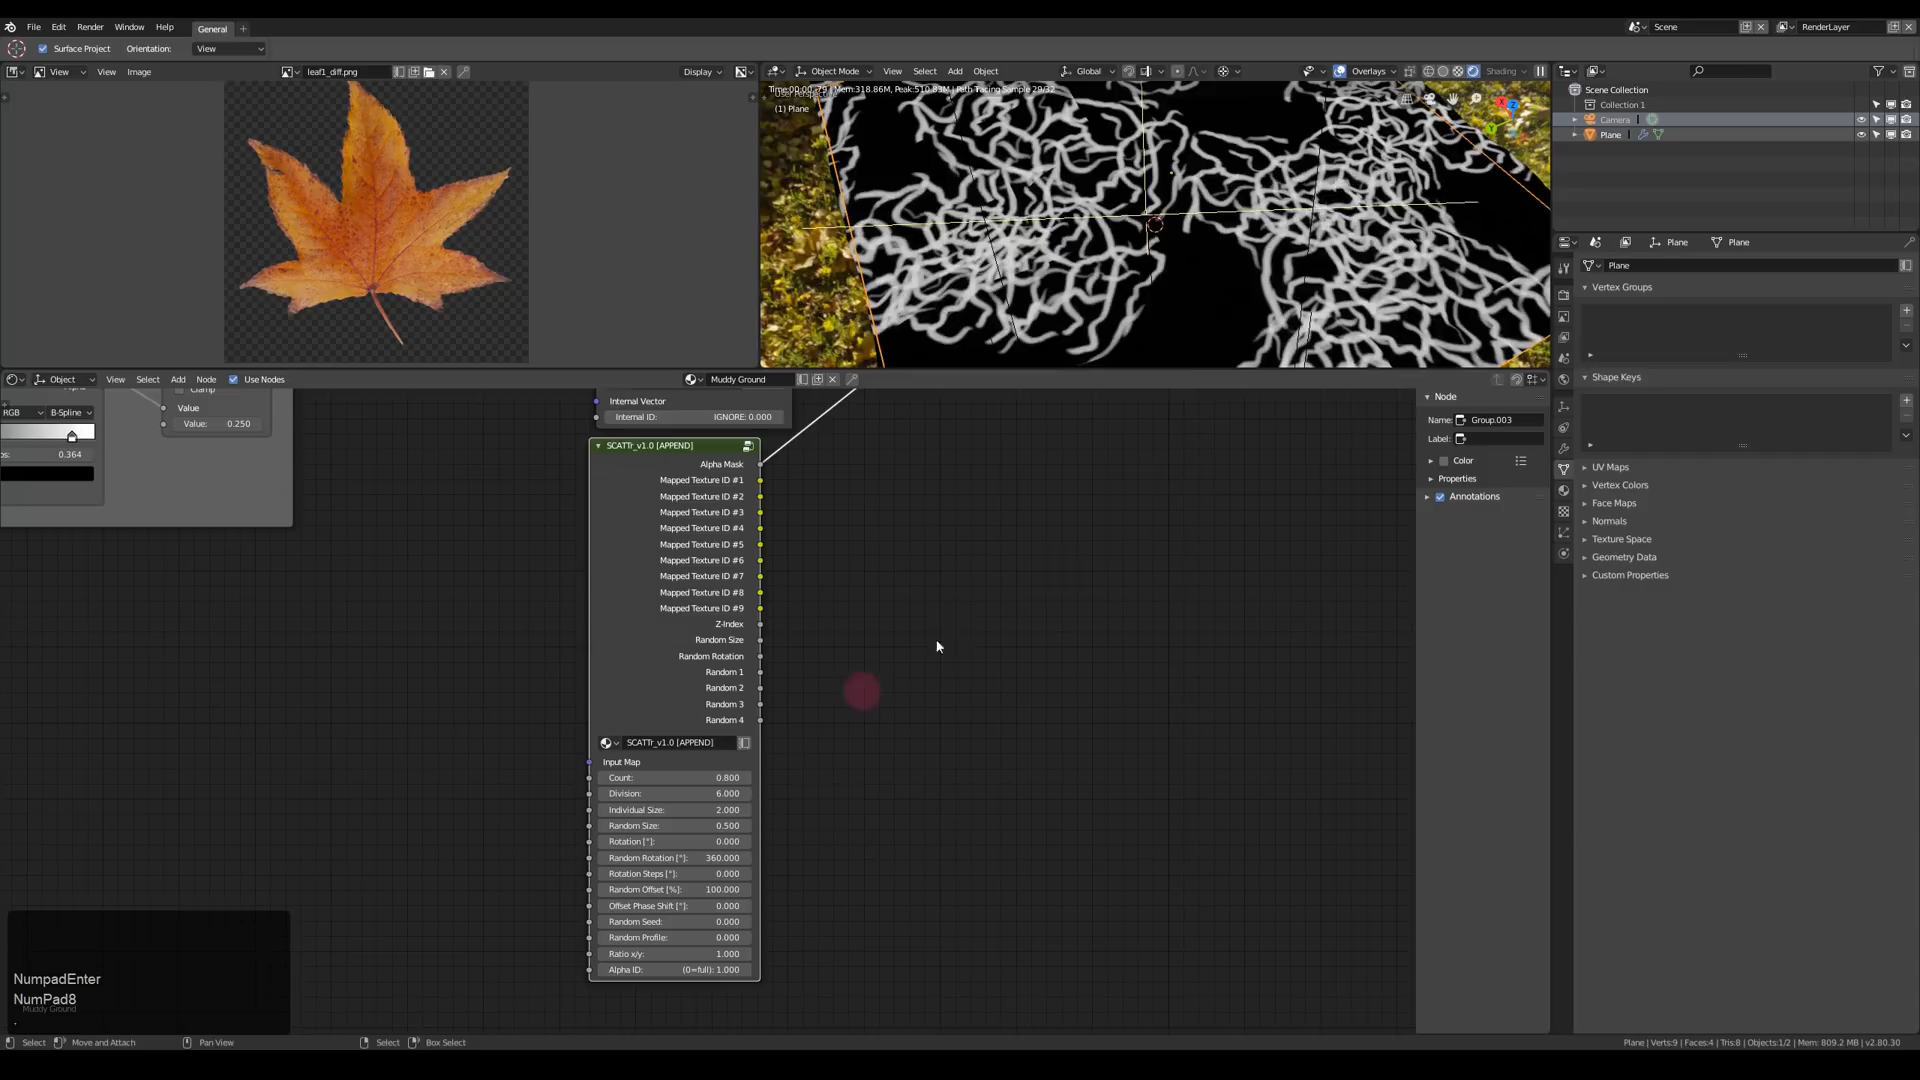 File Edit Render Window Help General + Scene RenderLayer
Surface Project Orientation: View
View View Image leaf1_diff.png Display Object Mode View Select Add Object Global Overlays Shading
(1) Plane
Scene Collection
Collection 1
Camera
Plane
Plane Plane
Plane
Vertex Groups
Shape Keys
UV Maps
Vertex Colors
Face Maps
Normals
Texture Space
Geometry Data
Custom Properties
Object View Select Add Node Use Nodes Muddy Ground
Clamp
RGB B-Spline
Value
Value: 0.250
os: 0.364
Internal Vector
Internal ID: IGNORE: 0.000
SCATTr_v1.0 [APPEND]
Alpha Mask
Mapped Texture ID #1
Mapped Texture ID #2
Mapped Texture ID #3
Mapped Texture ID #4
Mapped Texture ID #5
Mapped Texture ID #6
Mapped Texture ID #7
Mapped Texture ID #8
Mapped Texture ID #9
Z-Index
Random Size
Random Rotation
Random 1
Random 2
Random 3
Random 4
SCATTr_v1.0 [APPEND]
Input Map
Count: 0.800
Division: 6.000
Individual Size: 2.000
Random Size: 0.500
Rotation [°]: 0.000
Random Rotation [°]: 360.000
Rotation Steps [°]: 0.000
Random Offset [%]: 100.000
Offset Phase Shift [°]: 0.000
Random Seed: 0.000
Random Profile: 0.000
Ratio x/y: 1.000
Alpha ID: (0=full): 1.000
Node
Name: Group.003
Label:
Color
Properties
Annotations
NumpadEnter
NumPad8
Muddy Ground
.
Select Move and Attach Pan View Select Box Select
Plane | Verts:9 | Faces:4 | Tris:8 | Objects:1/2 | Mem: 809.2 MB | v2.80.30